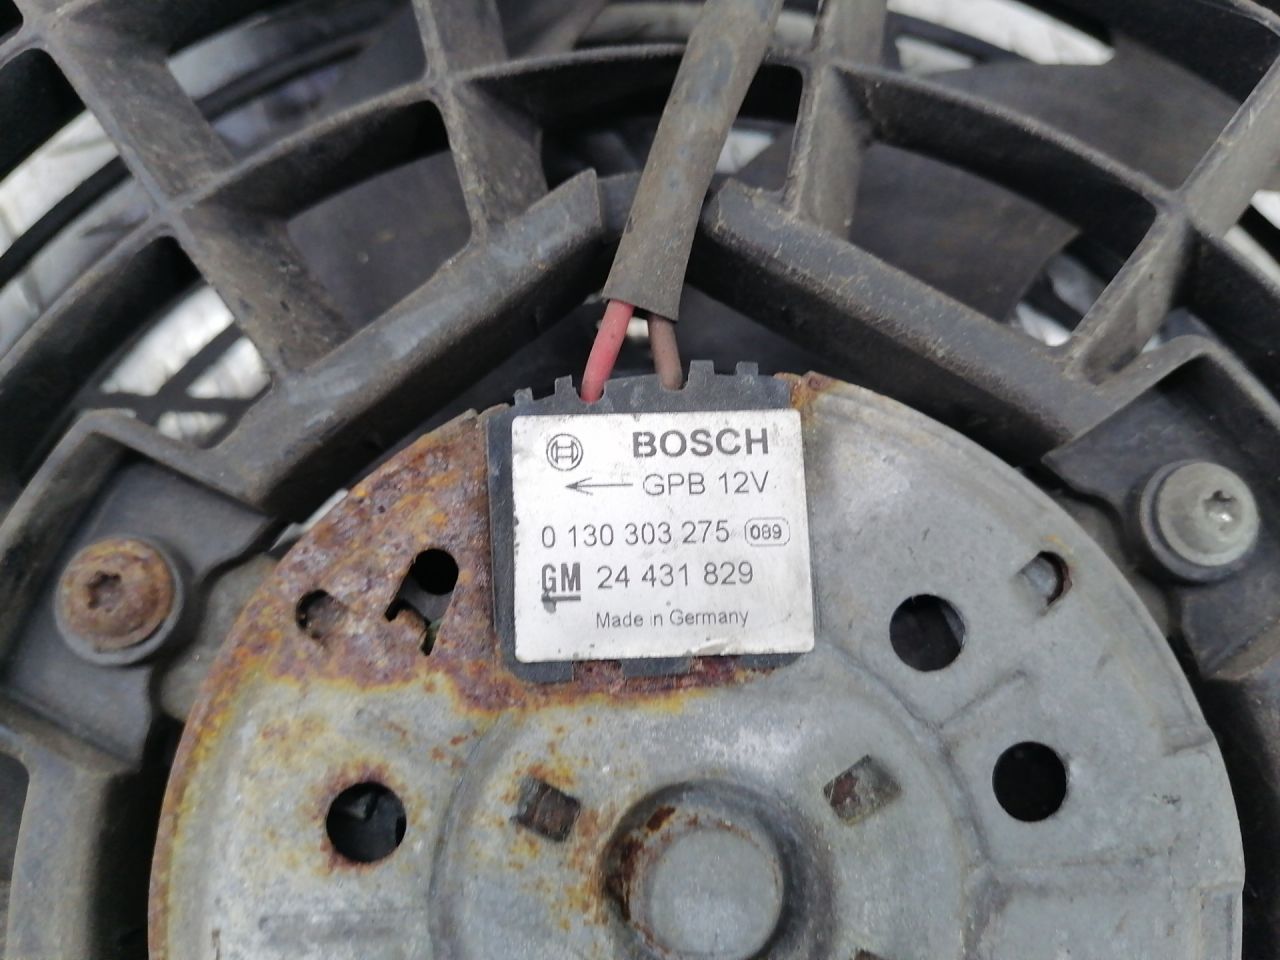 BOSCH
GPB 12V
0 130 303 275 089
GM 24 431 829
Made in Germany